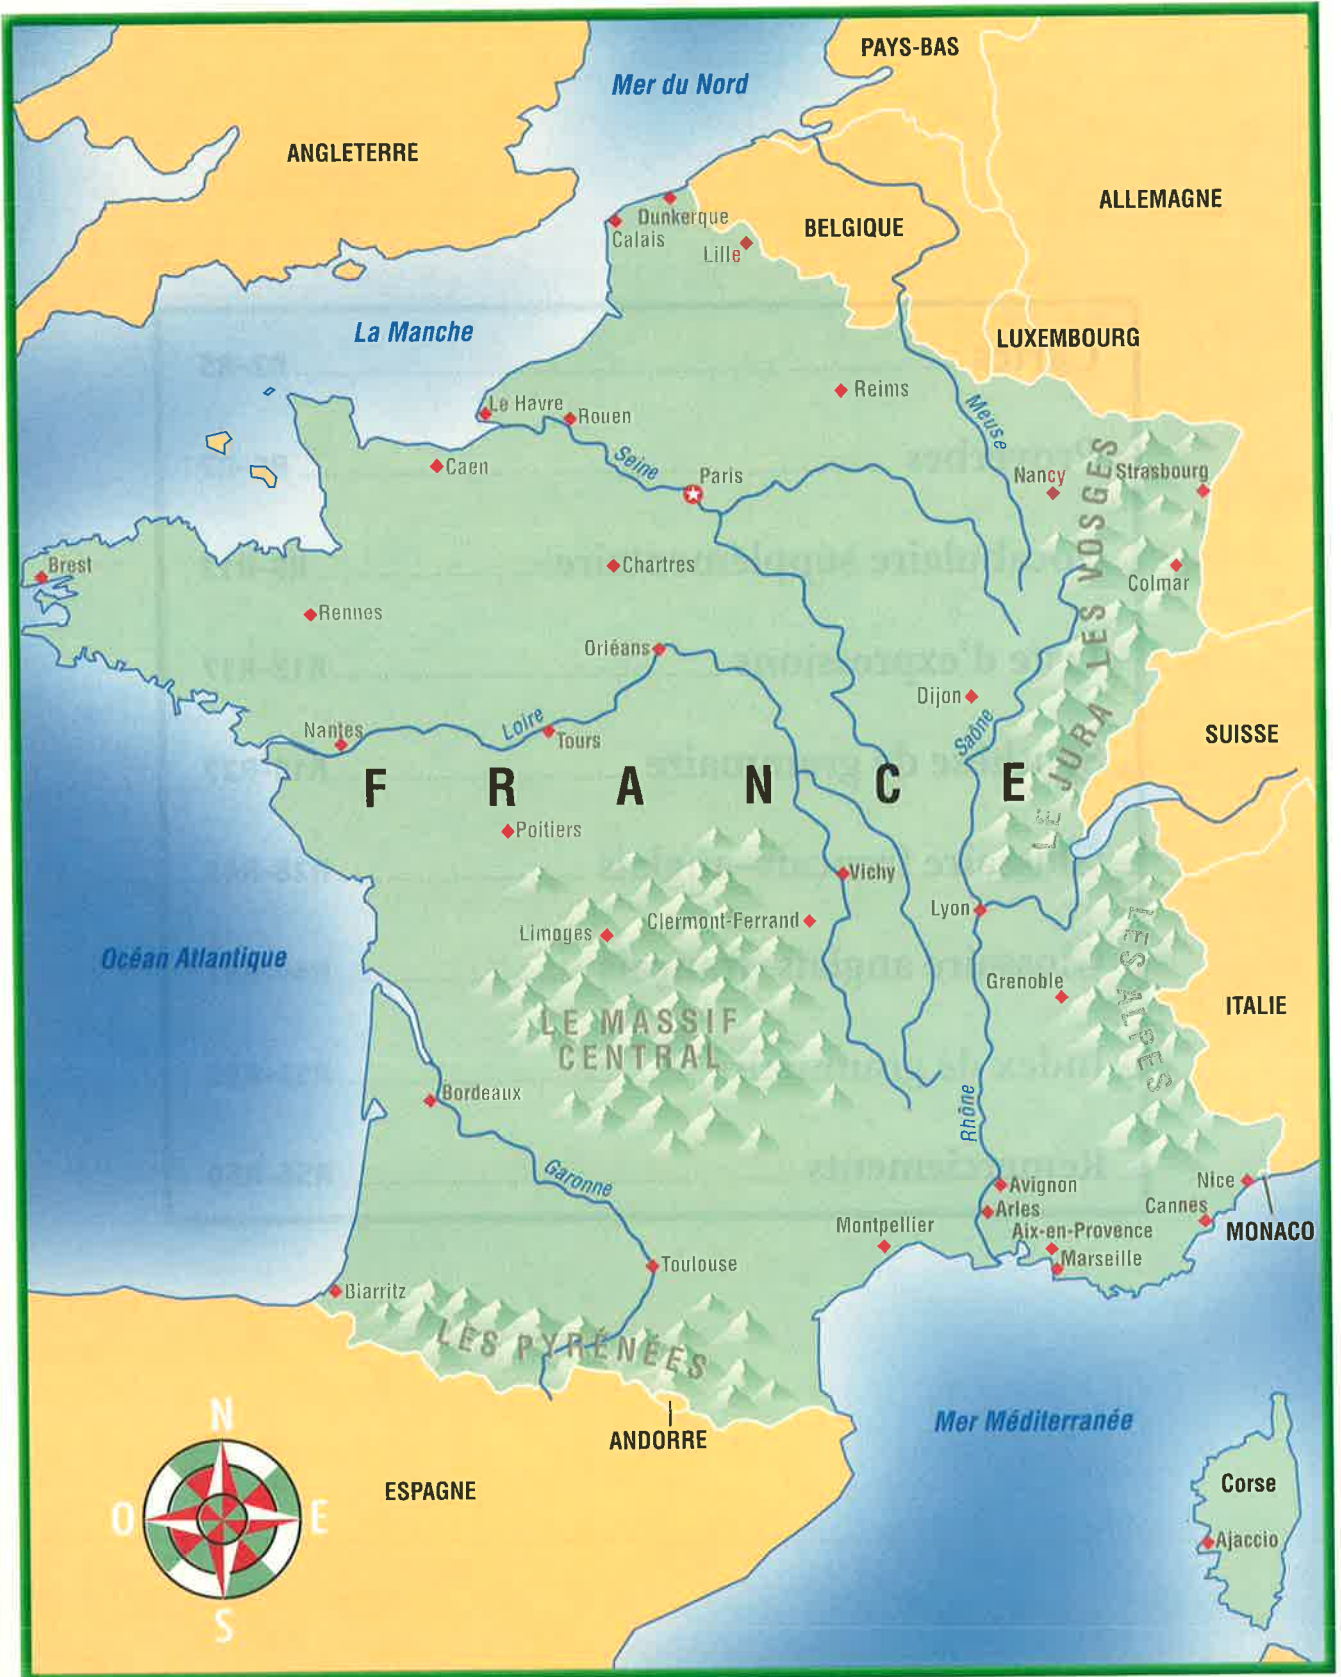 PAYS-BAS
Mer du Nord
ANGLETERRE
ALLEMAGNE
Dunkerque
BELGIQUE
Calais
Lille
La Manche
LUXEMBOURG
Le Havre
Rouen
Reims
Meuse
Caen
Seine
Paris
Nancy
Strasbourg
LES VOSGES
Brest
Chartres
Colmar
Rennes
Orléans
Dijon
Nantes
Loire
Tours
Saône
LE JURA
SUISSE
FRANCE
Poitiers
Vichy
Limoges
Clermont-Ferrand
Lyon
Océan Atlantique
Grenoble
LES ALPES
ITALIE
LE MASSIF
CENTRAL
Bordeaux
Rhône
Garonne
Avignon
Nice
Arles
Cannes
Montpellier
Aix-en-Provence
MONACO
Marseille
Toulouse
Biarritz
LES PYRÉNÉES
Mer Méditerranée
ANDORRE
ESPAGNE
Corse
Ajaccio
N
O
E
S